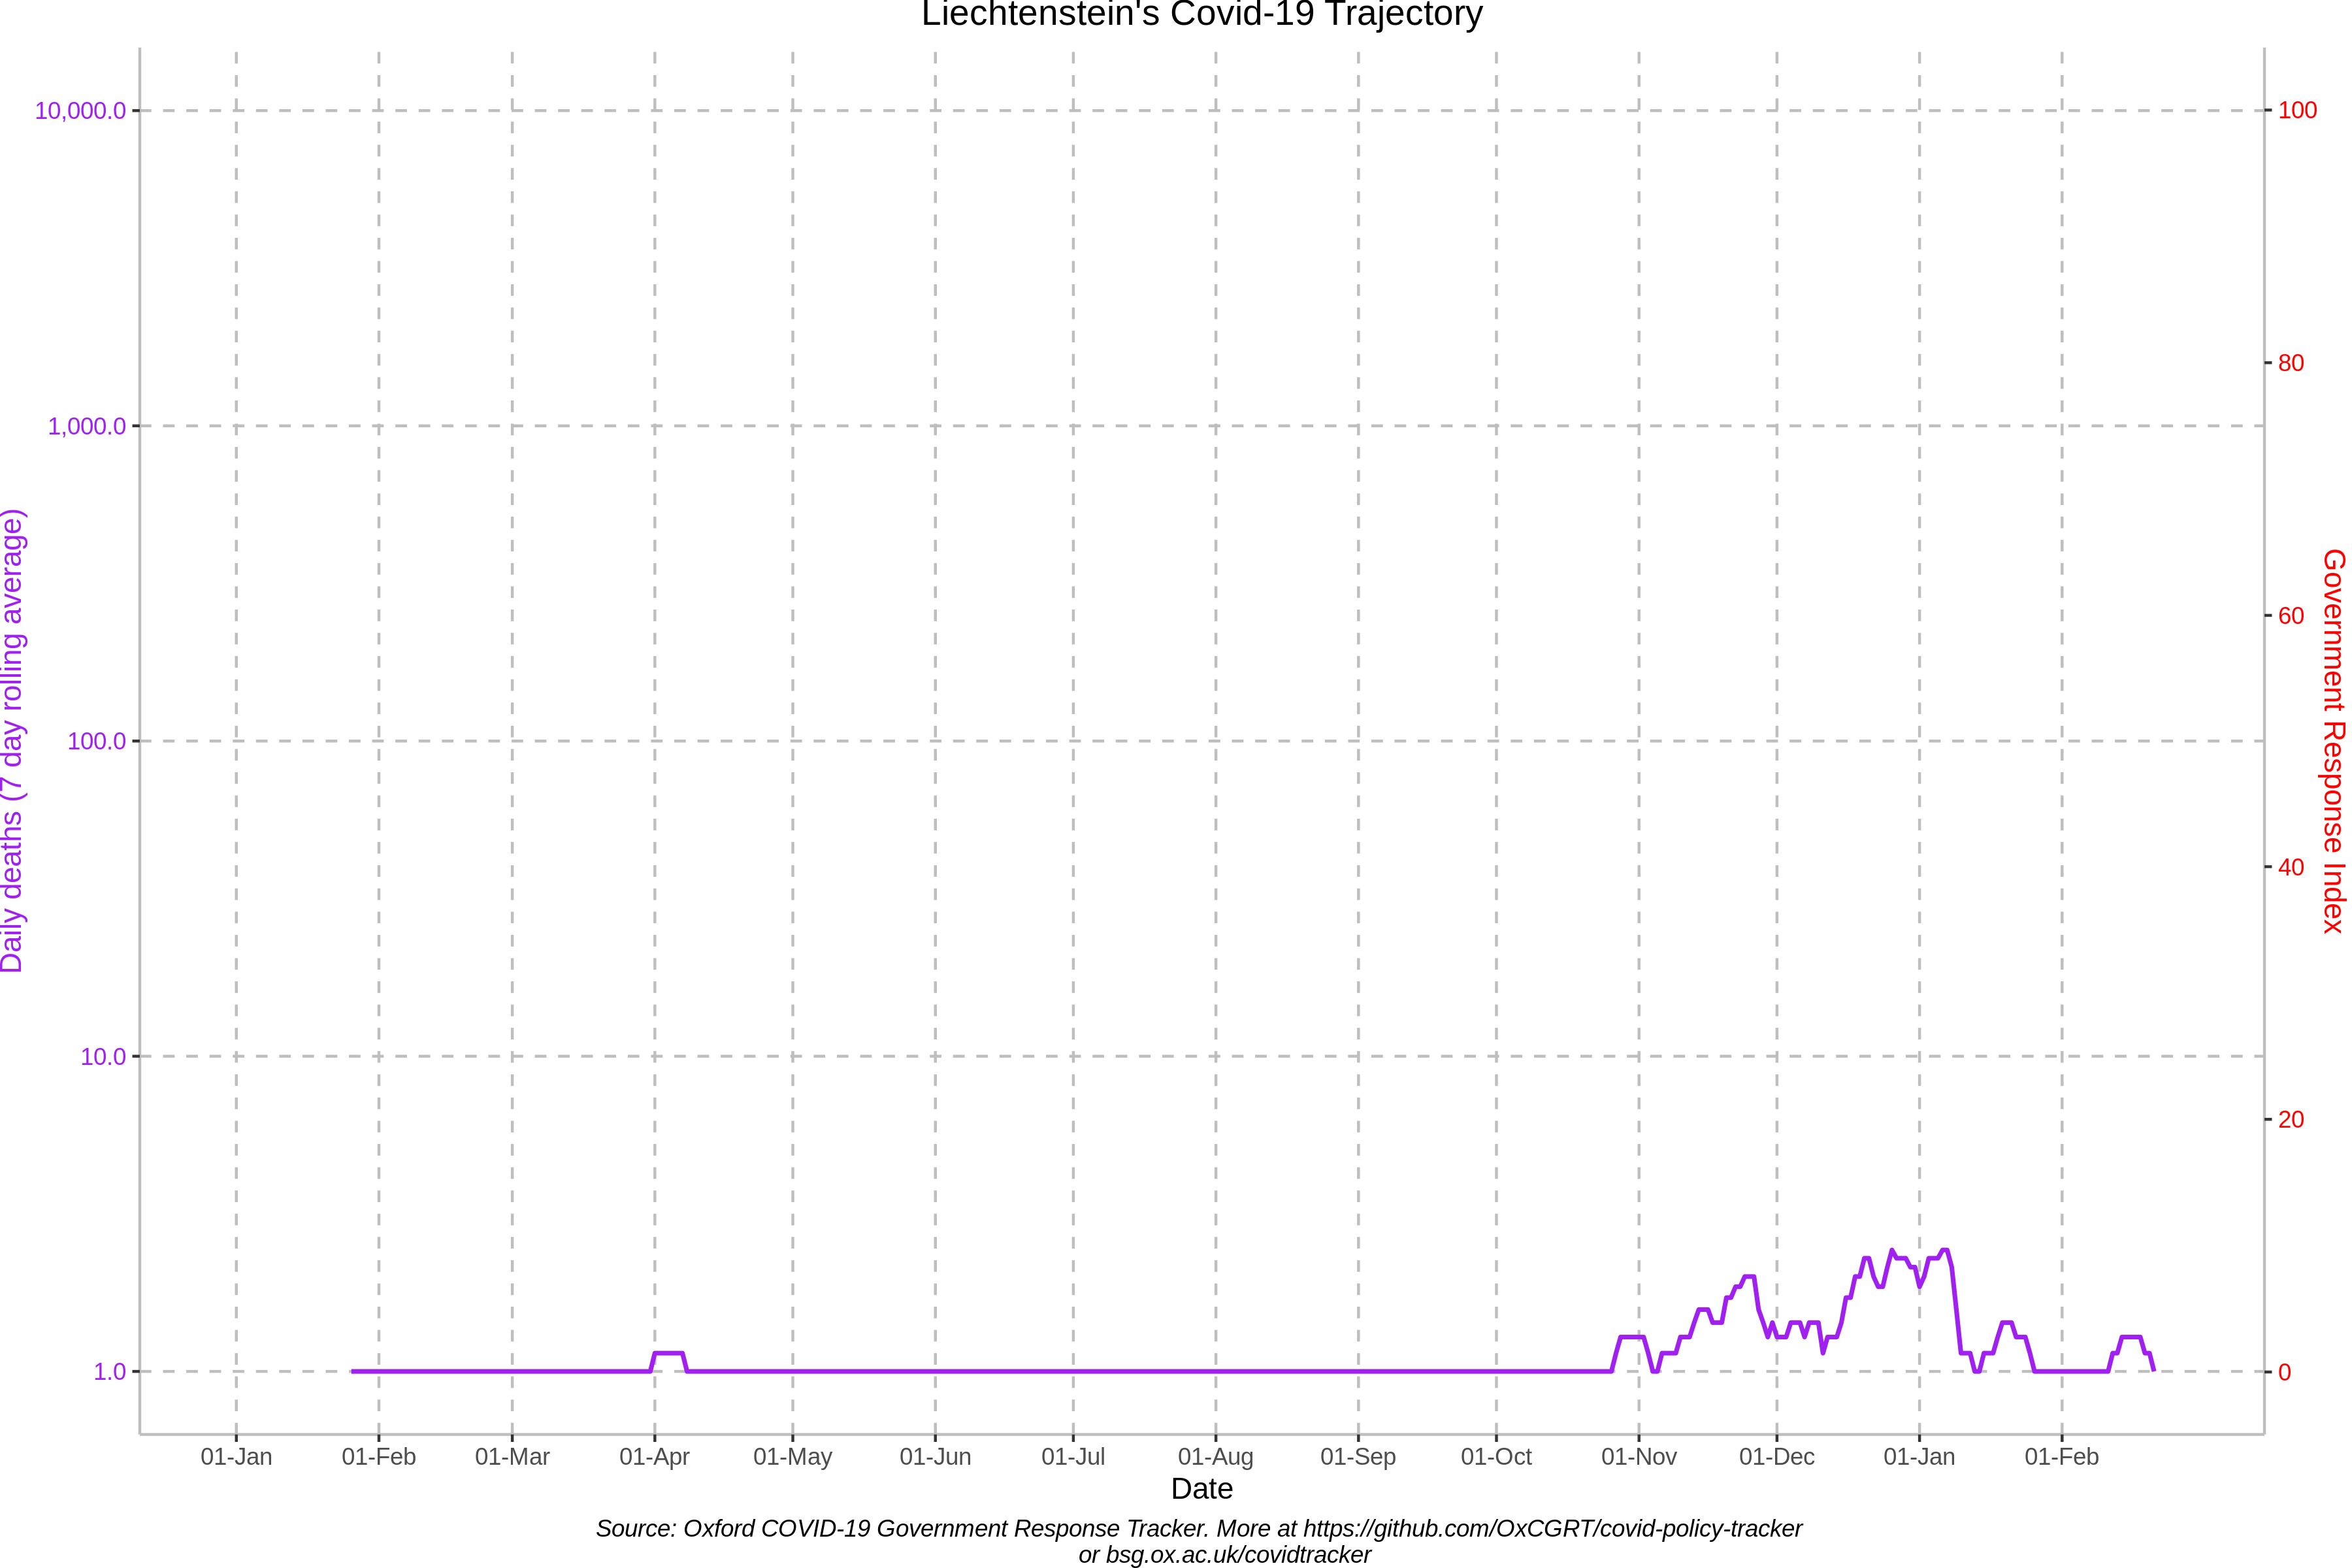 Liechtenstein's Covid-19 Trajectory
10,000.0
1,000.0
100.0
10.0
1.0
Daily deaths (7 day rolling average)
100
80
60
40
20
0
Government Response Index
01-Jan 01-Feb 01-Mar 01-Apr 01-May 01-Jun 01-Jul 01-Aug 01-Sep 01-Oct 01-Nov 01-Dec 01-Jan 01-Feb
Date
Source: Oxford COVID-19 Government Response Tracker. More at https://github.com/OxCGRT/covid-policy-tracker
or bsg.ox.ac.uk/covidtracker